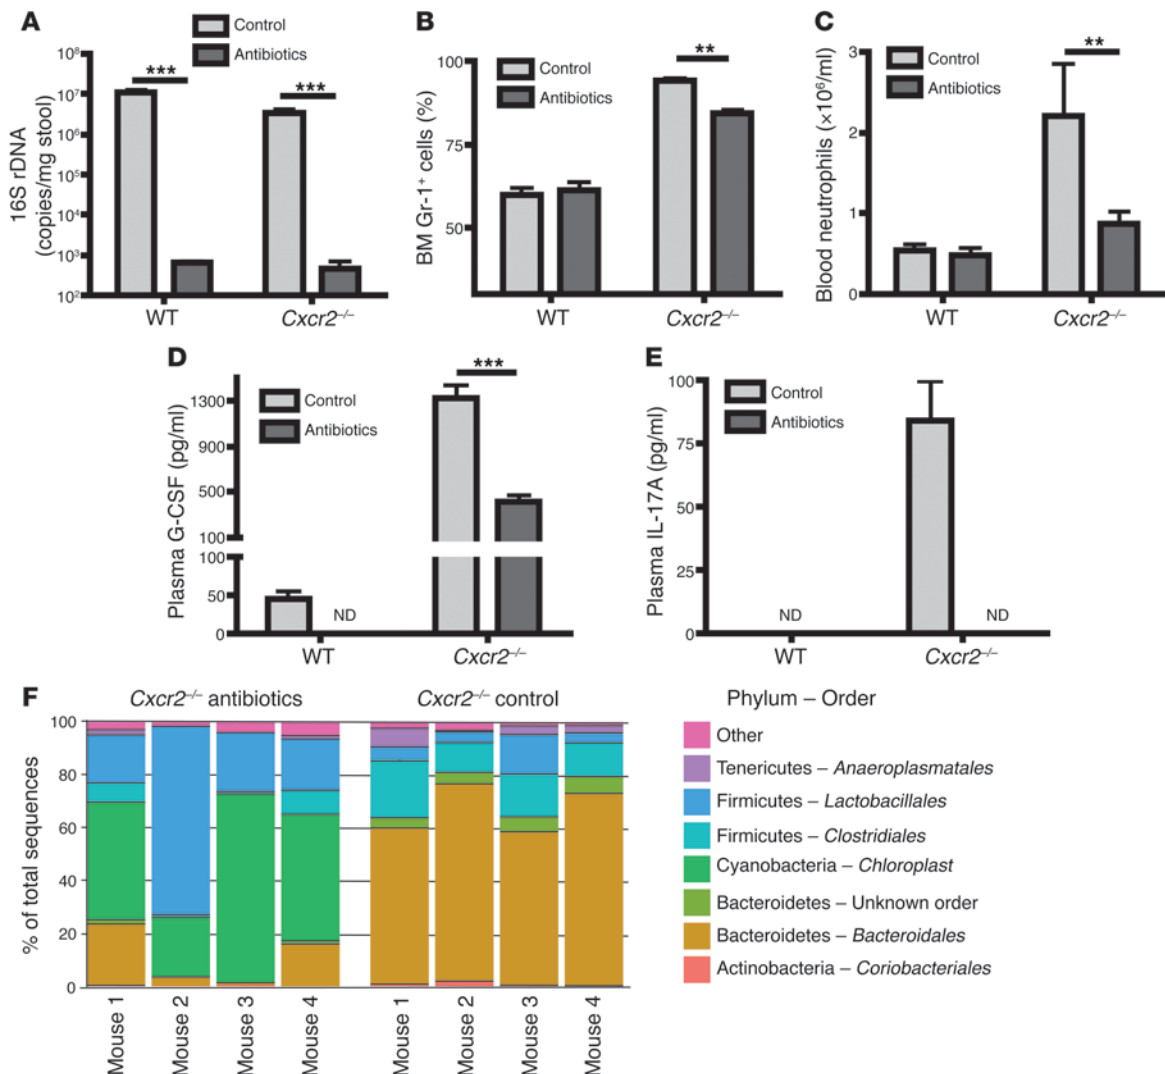 A
Control
Antibiotics
16S rDNA
(copies/mg stool)
10⁸
10⁷
10⁶
10⁵
10⁴
10³
10²
***
***
WT
Cxcr2⁻/⁻
B
BM Gr-1⁺ cells (%)
100
75
50
Control
Antibiotics
**
WT
Cxcr2⁻/⁻
C
Blood neutrophils (×10⁶/ml)
3
2
1
0
Control
Antibiotics
**
WT
Cxcr2⁻/⁻
D
Plasma G-CSF (pg/ml)
1300
900
500
100
100
50
0
Control
Antibiotics
***
ND
WT
Cxcr2⁻/⁻
E
Plasma IL-17A (pg/ml)
100
75
50
25
0
Control
Antibiotics
ND
ND
WT
Cxcr2⁻/⁻
F
Cxcr2⁻/⁻ antibiotics
Cxcr2⁻/⁻ control
% of total sequences
100
80
60
40
20
0
Mouse 1
Mouse 2
Mouse 3
Mouse 4
Mouse 1
Mouse 2
Mouse 3
Mouse 4
Phylum – Order
Other
Tenericutes – Anaeroplasmatales
Firmicutes – Lactobacillales
Firmicutes – Clostridiales
Cyanobacteria – Chloroplast
Bacteroidetes – Unknown order
Bacteroidetes – Bacteroidales
Actinobacteria – Coriobacteriales